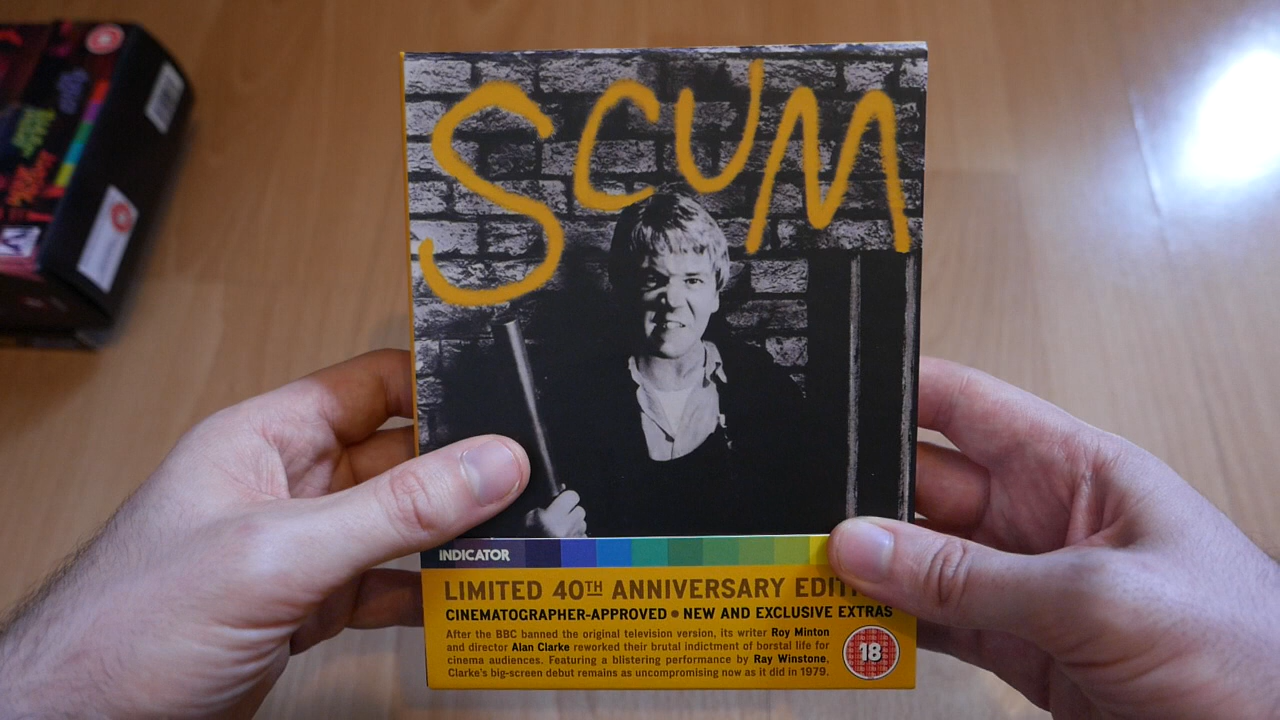 SCUM
INDICATOR
LIMITED 40TH ANNIVERSARY
CINEMATOGRAPHER-APPROVED • NEW AND EXCLUSIVE EXTRAS
After the BBC banned the original television version, its writer Roy Minton
and director Alan Clarke reworked their brutal indictment of borstal life for
cinema audiences. Featuring a blistering performance by Ray Winstone,
Clarke's big-screen debut remains as uncompromising now as it did in 1979.
18